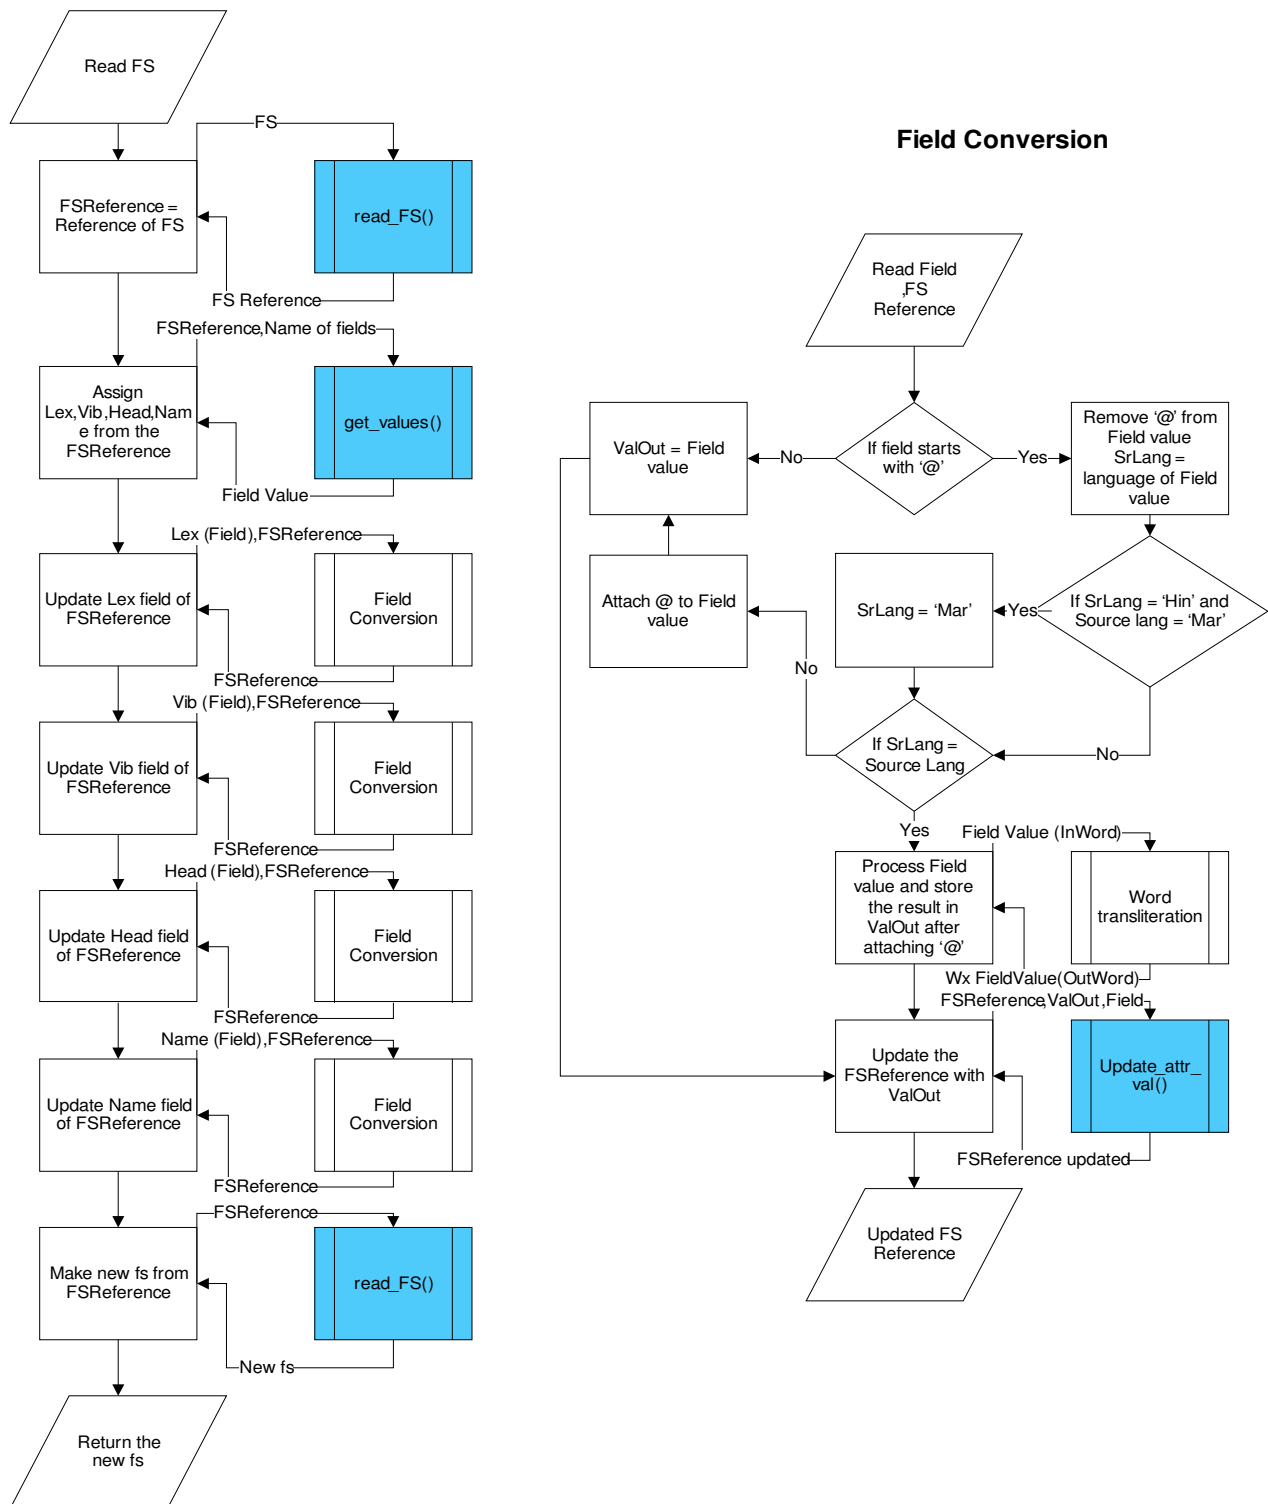 Read FS
FS
FSReference =
Reference of FS
read_FS()
FS Reference
FSReference,Name of fields
Assign
Lex,Vib,Head,Nam
e from the
FSReference
get_values()
Field Value
Lex (Field),FSReference
Update Lex field of
FSReference
Field
Conversion
FSReference
Vib (Field),FSReference
Update Vib field of
FSReference
Field
Conversion
FSReference
Head (Field),FSReference
Update Head field
of FSReference
Field
Conversion
FSReference
Name (Field),FSReference
Update Name field
of FSReference
Field
Conversion
FSReference
FSReference
Make new fs from
FSReference
read_FS()
New fs
Return the
new fs
Field Conversion
Read Field
,FS
Reference
If field starts
with ‘@’
No
Yes
ValOut = Field
value
Remove ‘@’ from
Field value
SrLang =
language of Field
value
If SrLang = ‘Hin’ and
Source lang = ‘Mar’
Yes
SrLang = ‘Mar’
Attach @ to Field
value
No
No
If SrLang =
Source Lang
Yes
Field Value (InWord)
Process Field
value and store
the result in
ValOut after
attaching ‘@’
Word
transliteration
Wx FieldValue(OutWord)
FSReference,ValOut,Field
Update the
FSReference with
ValOut
Update_attr_
val()
FSReference updated
Updated FS
Reference